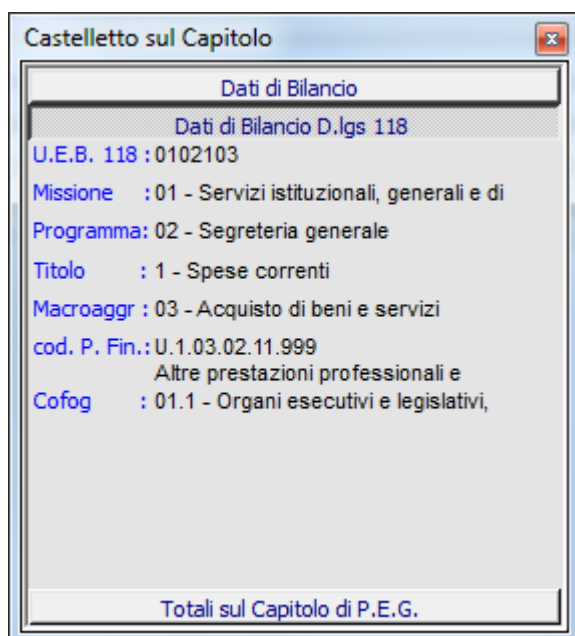 Castelletto sul Capitolo
Dati di Bilancio
Dati di Bilancio D.lgs 118
U.E.B. 118 : 0102103
Missione : 01 - Servizi istituzionali, generali e di
Programma: 02 - Segreteria generale
Titolo : 1 - Spese correnti
Macroaggr : 03 - Acquisto di beni e servizi
cod. P. Fin.: U.1.03.02.11.999
Altre prestazioni professionali e
Cofog : 01.1 - Organi esecutivi e legislativi,
Totali sul Capitolo di P.E.G.